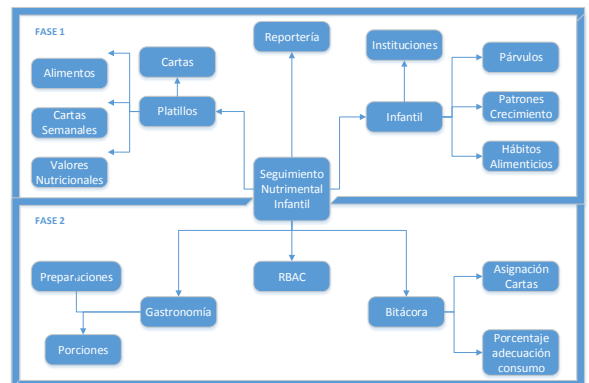 FASE 1
Reportería
Instituciones
Cartas
Párvulos
Alimentos
Platillos
Infantil
Patrones
Crecimiento
Cartas
Semanales
Hábitos
Alimenticios
Valores
Nutricionales
Seguimiento
Nutrimental
Infantil
FASE 2
Preparaciones
RBAC
Asignación
Cartas
Gastronomía
Bitácora
Porciones
Porcentaje
adecuación
consumo